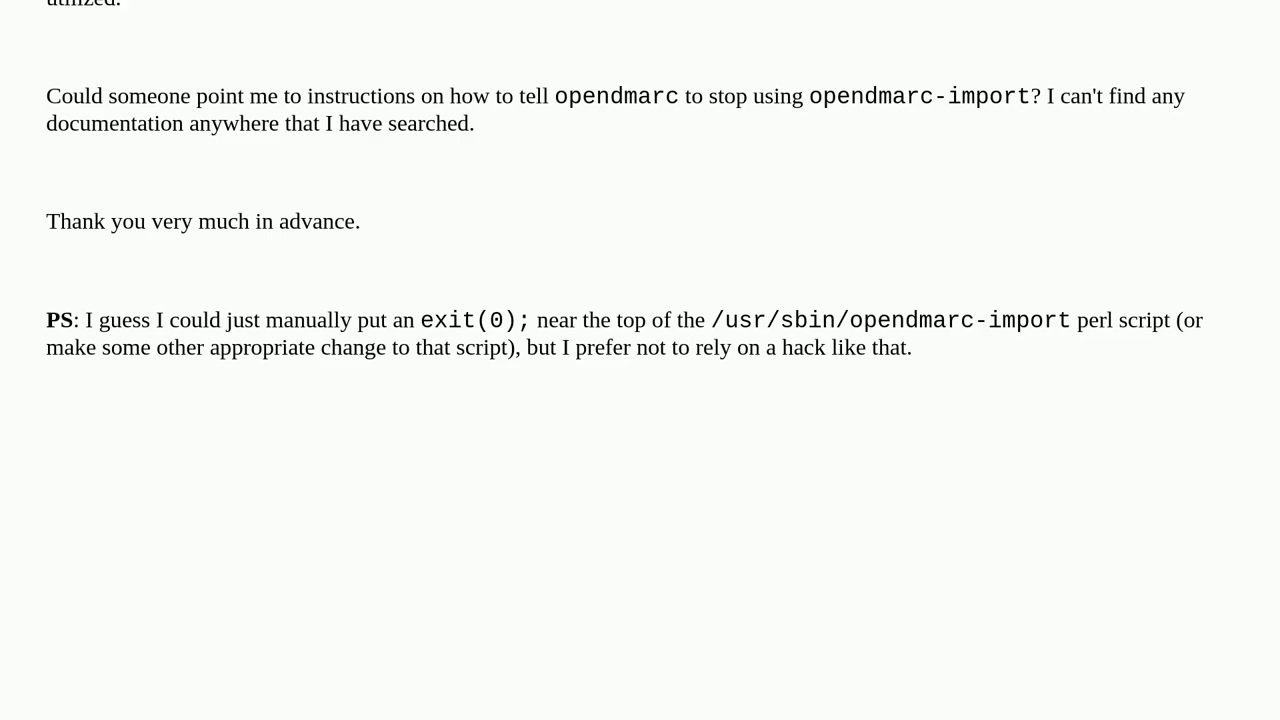 utilized.
Could someone point me to instructions on how to tell opendmarc to stop using opendmarc-import? I can't find any
documentation anywhere that I have searched.
Thank you very much in advance.
PS: I guess I could just manually put an exit(0); near the top of the /usr/sbin/opendmarc-import perl script (or
make some other appropriate change to that script), but I prefer not to rely on a hack like that.